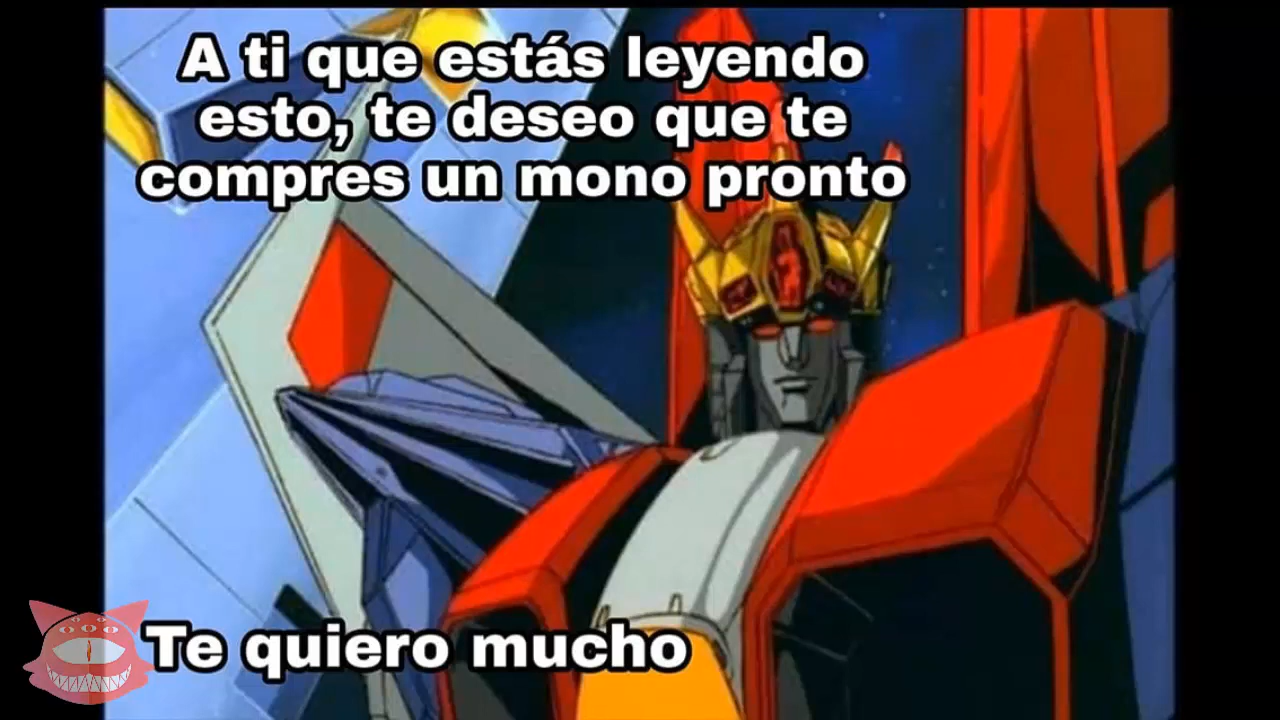 A ti que estás leyendo
esto, te deseo que te
compres un mono pronto
Te quiero mucho